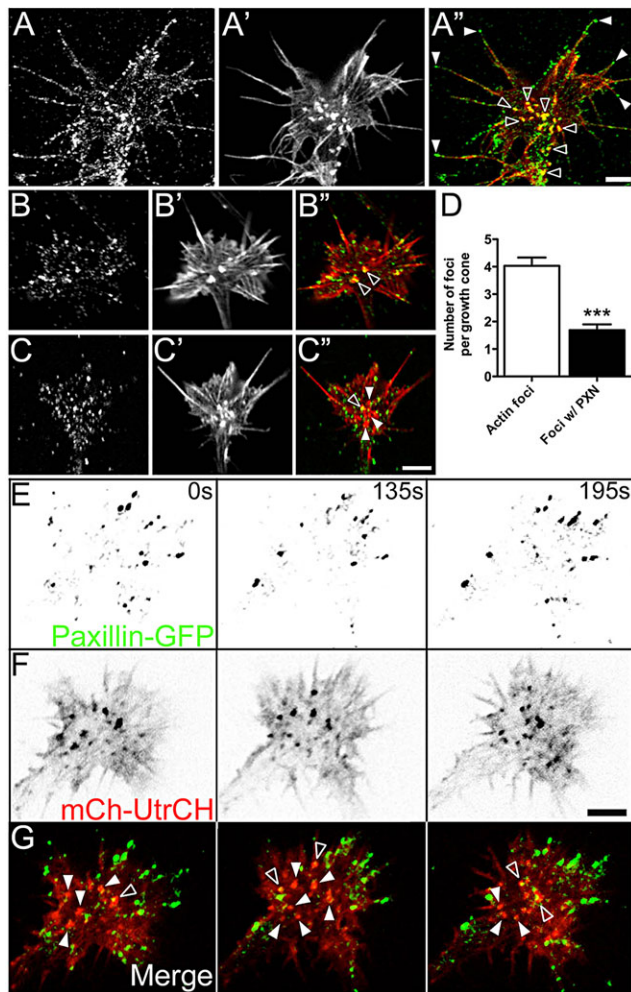 A
A'
A"
B
B'
B"
D
Number of foci
per growth cone
5
4
3
2
1
0
***
Actin foci
Foci w/ PXN
C
C'
C"
E
0s
135s
195s
Paxillin-GFP
F
mCh-UtrCH
G
Merge